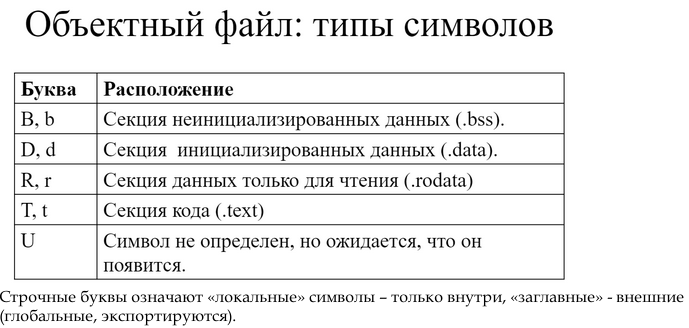 Объектный файл: типы символов
Буква Расположение
B, b Секция неинициализированных данных (.bss).
D, d Секция инициализированных данных (.data).
R, r Секция данных только для чтения (.rodata)
T, t Секция кода (.text)
U Символ не определен, но ожидается, что он
появится.
Строчные буквы означают «локальные» символы – только внутри, «заглавные» - внешние
(глобальные, экспортируются).